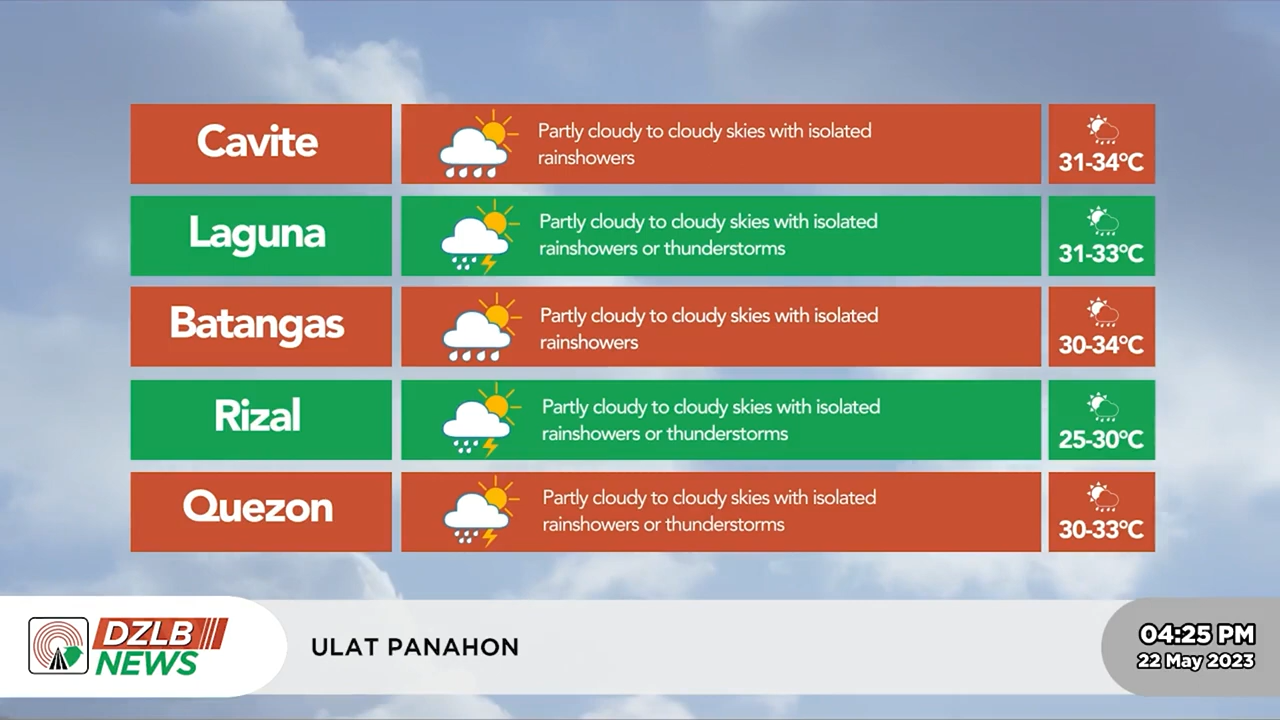 Cavite
Partly cloudy to cloudy skies with isolated
rainshowers
31-34°C
Laguna
Partly cloudy to cloudy skies with isolated
rainshowers or thunderstorms
31-33°C
Batangas
Partly cloudy to cloudy skies with isolated
rainshowers
30-34°C
Rizal
Partly cloudy to cloudy skies with isolated
rainshowers or thunderstorms
25-30°C
Quezon
Partly cloudy to cloudy skies with isolated
rainshowers or thunderstorms
30-33°C
DZLB
NEWS
ULAT PANAHON
04:25 PM
22 May 2023